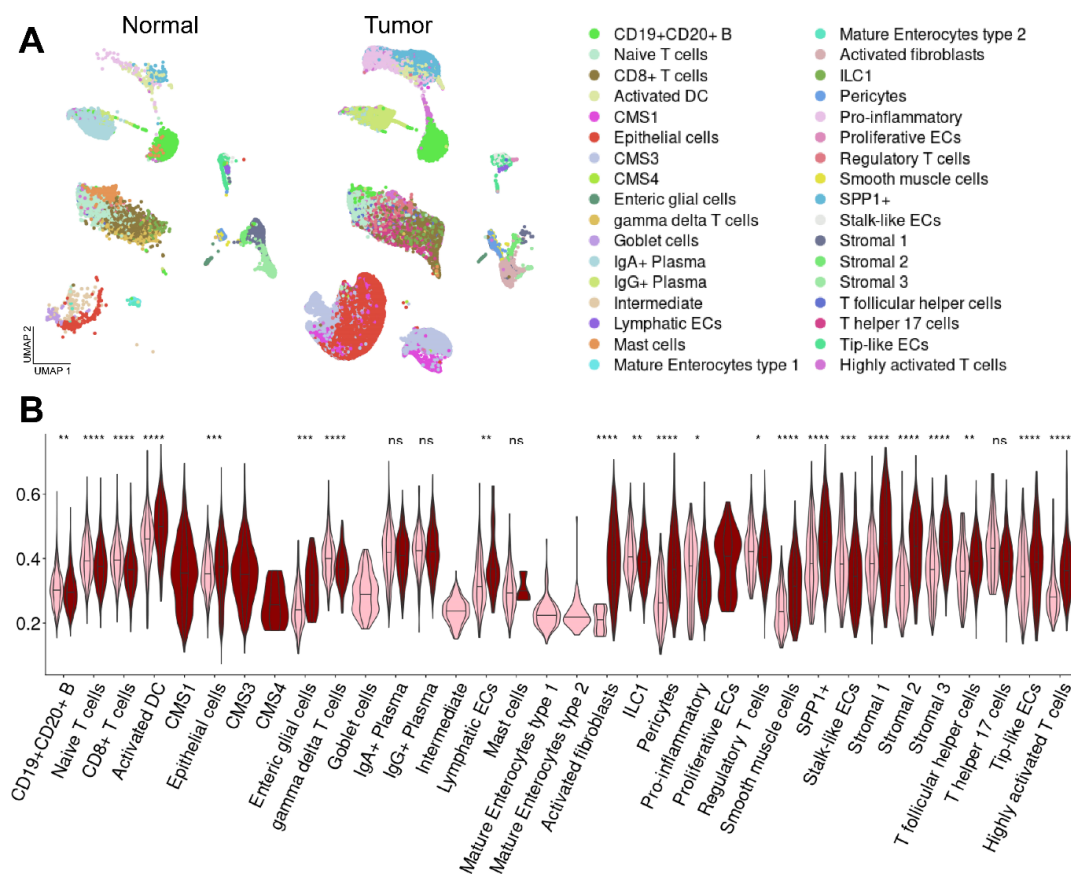 A
Normal
Tumor
UMAP 2
UMAP 1
CD19+CD20+ B
Naive T cells
CD8+ T cells
Activated DC
CMS1
Epithelial cells
CMS3
CMS4
Enteric glial cells
gamma delta T cells
Goblet cells
IgA+ Plasma
IgG+ Plasma
Intermediate
Lymphatic ECs
Mast cells
Mature Enterocytes type 1
Mature Enterocytes type 2
Activated fibroblasts
ILC1
Pericytes
Pro-inflammatory
Proliferative ECs
Regulatory T cells
Smooth muscle cells
SPP1+
Stalk-like ECs
Stromal 1
Stromal 2
Stromal 3
T follicular helper cells
T helper 17 cells
Tip-like ECs
Highly activated T cells
B
** **** **** **** *** *** **** ns ns ** ns **** ** **** * * **** **** *** **** **** **** ** ns **** ****
0.6
0.4
0.2
CD19+CD20+ B
Naive T cells
CD8+ T cells
Activated DC
CMS1
Epithelial cells
CMS3
CMS4
Enteric glial cells
gamma delta T cells
Goblet cells
IgA+ Plasma
IgG+ Plasma
Intermediate
Lymphatic ECs
Mast cells
Mature Enterocytes type 1
Mature Enterocytes type 2
Activated fibroblasts
ILC1
Pericytes
Pro-inflammatory
Proliferative ECs
Regulatory T cells
Smooth muscle cells
SPP1+
Stalk-like ECs
Stromal 1
Stromal 2
Stromal 3
T follicular helper cells
T helper 17 cells
Tip-like ECs
Highly activated T cells